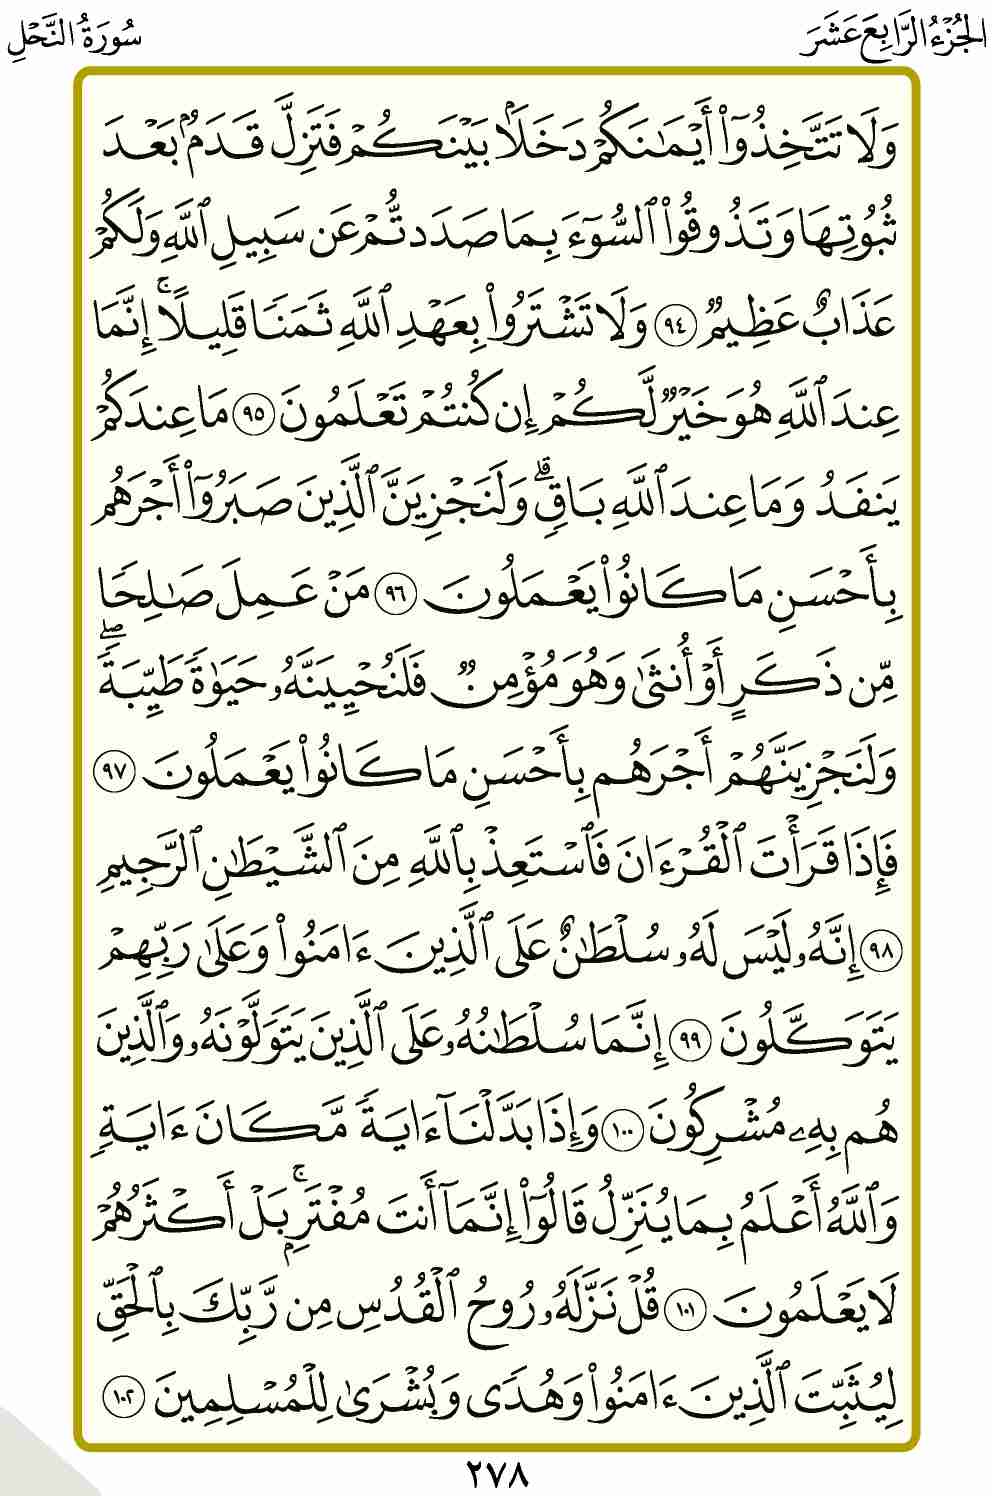 الجُزْءُ الرَّابِعَ عَشَرَ
سُورَةُ النَّحْلِ
وَلَا تَتَّخِذُوٓا۟ أَيْمَـٰنَكُمْ دَخَلًۢا بَيْنَكُمْ فَتَزِلَّ قَدَمٌۢ بَعْدَ
ثُبُوتِهَا وَتَذُوقُوا۟ ٱلسُّوٓءَ بِمَا صَدَدتُّمْ عَن سَبِيلِ ٱللَّهِ وَلَكُمْ
عَذَابٌ عَظِيمٌ ٩٤ وَلَا تَشْتَرُوا۟ بِعَهْدِ ٱللَّهِ ثَمَنًا قَلِيلًا ۚ إِنَّمَا
عِندَ ٱللَّهِ هُوَ خَيْرٌ لَّكُمْ إِن كُنتُمْ تَعْلَمُونَ ٩٥ مَا عِندَكُمْ
يَنفَدُ وَمَا عِندَ ٱللَّهِ بَاقٍ ۗ وَلَنَجْزِيَنَّ ٱلَّذِينَ صَبَرُوٓا۟ أَجْرَهُم
بِأَحْسَنِ مَا كَانُوا۟ يَعْمَلُونَ ٩٦ مَنْ عَمِلَ صَـٰلِحًا
مِّن ذَكَرٍ أَوْ أُنثَىٰ وَهُوَ مُؤْمِنٌ فَلَنُحْيِيَنَّهُۥ حَيَوٰةً طَيِّبَةً ۖ
وَلَنَجْزِيَنَّهُمْ أَجْرَهُم بِأَحْسَنِ مَا كَانُوا۟ يَعْمَلُونَ ٩٧
فَإِذَا قَرَأْتَ ٱلْقُرْءَانَ فَٱسْتَعِذْ بِٱللَّهِ مِنَ ٱلشَّيْطَـٰنِ ٱلرَّجِيمِ
٩٨ إِنَّهُۥ لَيْسَ لَهُۥ سُلْطَـٰنٌ عَلَى ٱلَّذِينَ ءَامَنُوا۟ وَعَلَىٰ رَبِّهِمْ
يَتَوَكَّلُونَ ٩٩ إِنَّمَا سُلْطَـٰنُهُۥ عَلَى ٱلَّذِينَ يَتَوَلَّوْنَهُۥ وَٱلَّذِينَ
هُم بِهِۦ مُشْرِكُونَ ١٠٠ وَإِذَا بَدَّلْنَآ ءَايَةً مَّكَانَ ءَايَةٍ
وَٱللَّهُ أَعْلَمُ بِمَا يُنَزِّلُ قَالُوٓا۟ إِنَّمَآ أَنتَ مُفْتَرٍۭ ۚ بَلْ أَكْثَرُهُمْ
لَا يَعْلَمُونَ ١٠١ قُلْ نَزَّلَهُۥ رُوحُ ٱلْقُدُسِ مِن رَّبِّكَ بِٱلْحَقِّ
لِيُثَبِّتَ ٱلَّذِينَ ءَامَنُوا۟ وَهُدًى وَبُشْرَىٰ لِلْمُسْلِمِينَ ١٠٢
٢٧٨